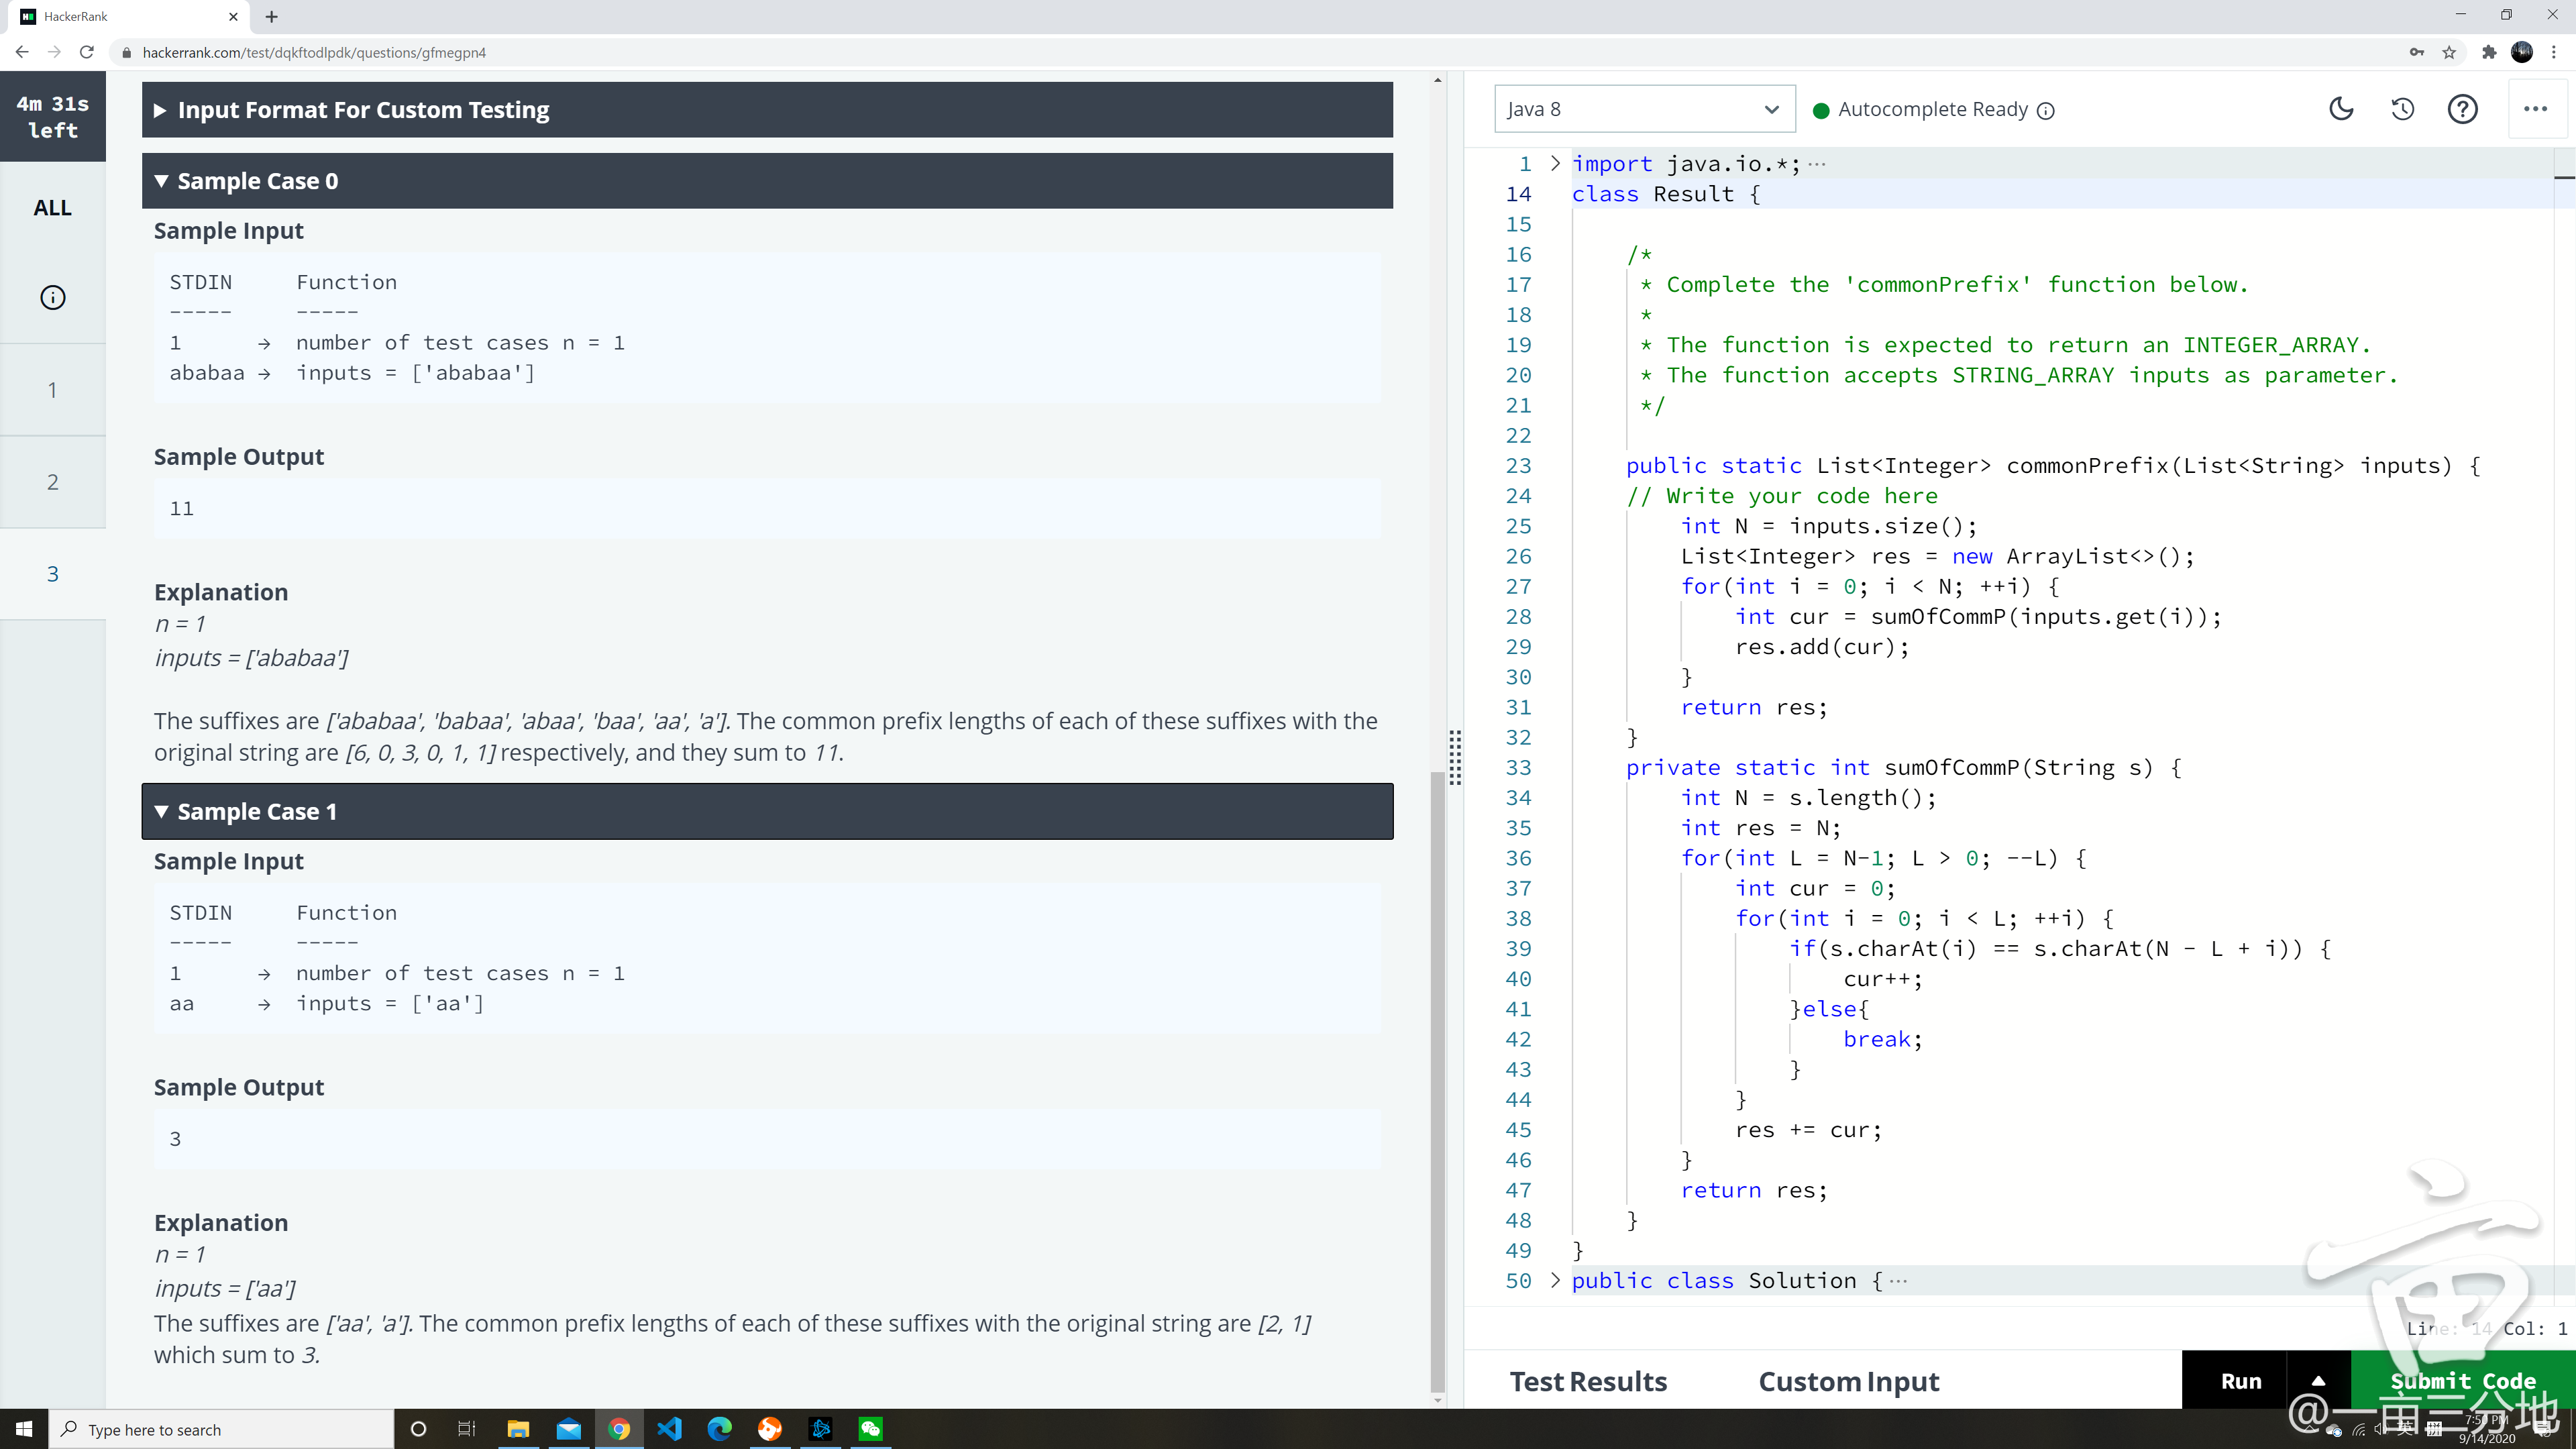 HackerRank
hackerrank.com/test/dqkftodlpdk/questions/gfmegpn4
4m 31s
left
ALL
1
2
3
Input Format For Custom Testing
Sample Case 0
Sample Input
STDIN Function
----- -----
1 → number of test cases n = 1
ababaa → inputs = ['ababaa']
Sample Output
11
Explanation
n = 1
inputs = ['ababaa']
The suffixes are ['ababaa', 'babaa', 'abaa', 'baa', 'aa', 'a']. The common prefix lengths of each of these suffixes with the
original string are [6, 0, 3, 0, 1, 1] respectively, and they sum to 11.
Sample Case 1
Sample Input
STDIN Function
----- -----
1 → number of test cases n = 1
aa → inputs = ['aa']
Sample Output
3
Explanation
n = 1
inputs = ['aa']
The suffixes are ['aa', 'a']. The common prefix lengths of each of these suffixes with the original string are [2, 1]
which sum to 3.
Java 8
Autocomplete Ready
1 import java.io.*;
14 class Result {
15
16 /*
17 * Complete the 'commonPrefix' function below.
18 *
19 * The function is expected to return an INTEGER_ARRAY.
20 * The function accepts STRING_ARRAY inputs as parameter.
21 */
22
23 public static List<Integer> commonPrefix(List<String> inputs) {
24 // Write your code here
25 int N = inputs.size();
26 List<Integer> res = new ArrayList<>();
27 for(int i = 0; i < N; ++i) {
28 int cur = sumOfCommP(inputs.get(i));
29 res.add(cur);
30 }
31 return res;
32 }
33 private static int sumOfCommP(String s) {
34 int N = s.length();
35 int res = N;
36 for(int L = N-1; L > 0; --L) {
37 int cur = 0;
38 for(int i = 0; i < L; ++i) {
39 if(s.charAt(i) == s.charAt(N - L + i)) {
40 cur++;
41 }else{
42 break;
43 }
44 }
45 res += cur;
46 }
47 return res;
48 }
49 }
50 public class Solution {
Line: 14 Col: 1
Test Results Custom Input
Run
Submit Code
@一亩三分地
Type here to search
英
7:50 PM
9/14/2020